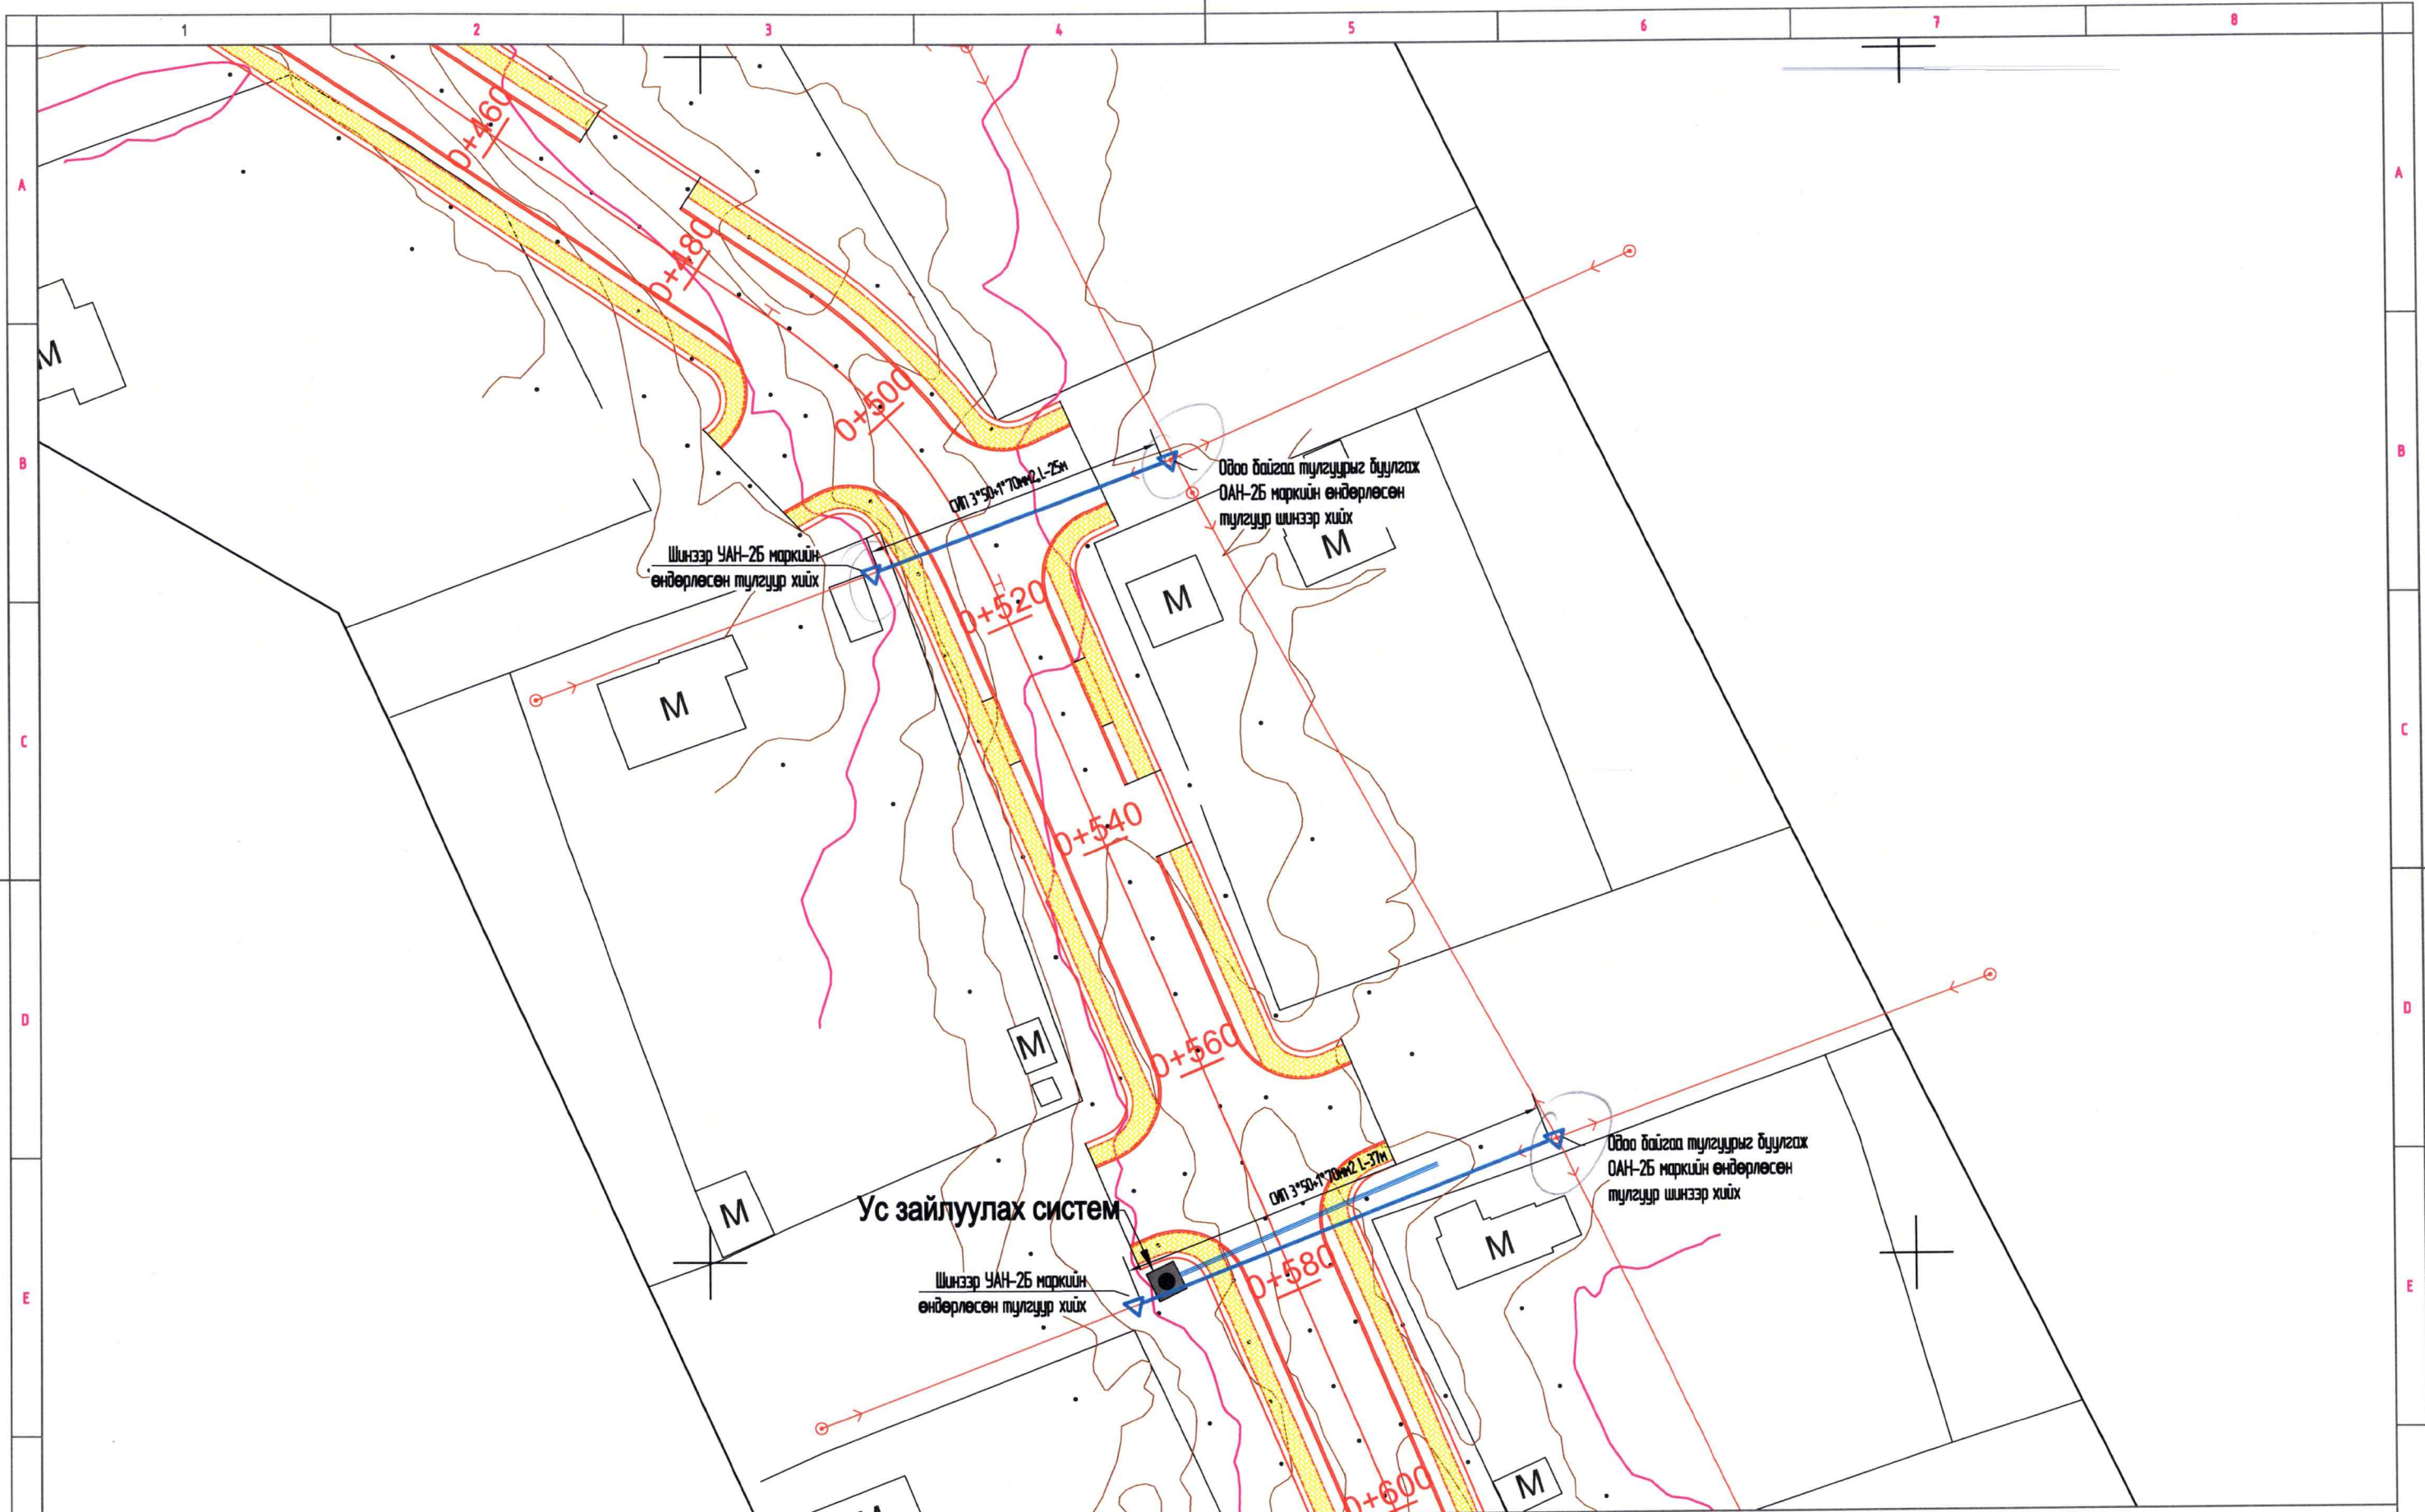 1 2 3 4 5 6 7 8
A A
0+460
0+480
M
B B
0+500
СИП 3*50+1*70мм2, L-25м
Одоо байгаа тулгуурыг буулгаж
ОАН-2Б маркийн өндөрлөсөн
тулгуур шинээр хийх
M
Шинээр УАН-2Б маркийн
өндөрлөсөн тулгуур хийх
M
0+520
M
C C
0+540
D D
M
0+560
Одоо байгаа тулгуурыг буулгаж
ОАН-2Б маркийн өндөрлөсөн
тулгуур шинээр хийх
СИП 3*50+1*70мм2 L-37м
M
Ус зайлуулах систем
M
0+580
Шинээр УАН-2Б маркийн
өндөрлөсөн тулгуур хийх
E E
M
0+600
M